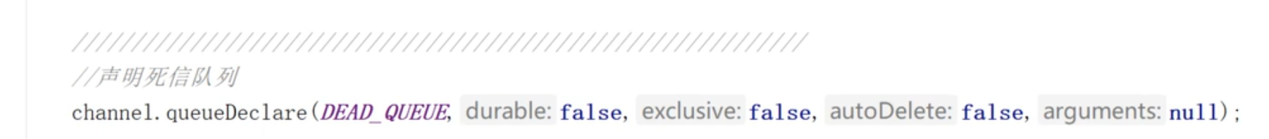 //////////////////////////////////////////////////////////////
//声明死信队列
channel.queueDeclare(DEAD_QUEUE, durable: false, exclusive: false, autoDelete: false, arguments: null);